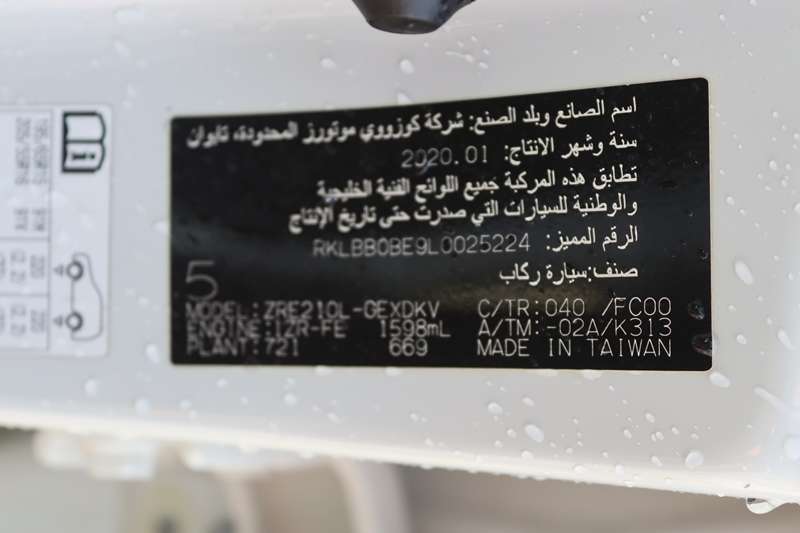 اسم الصانع وبلد الصنع: شركة كوزووي موتورز المحدودة، تايوان
سنة وشهر الانتاج: 2020.01
تطابق هذه المركبة جميع اللوائح الفنية الخليجية
والوطنية للسيارات التي صدرت حتى تاريخ الإنتاج
الرقم المميز: RKLBB0BE9L0025224
صنف:سيارة ركاب
5
MODEL:ZRE210L-GEXDKV C/TR:040 /FC00
ENGINE:1ZR-FE 1598mL A/TM:-02A/K313
PLANT:721 669 MADE IN TAIWAN